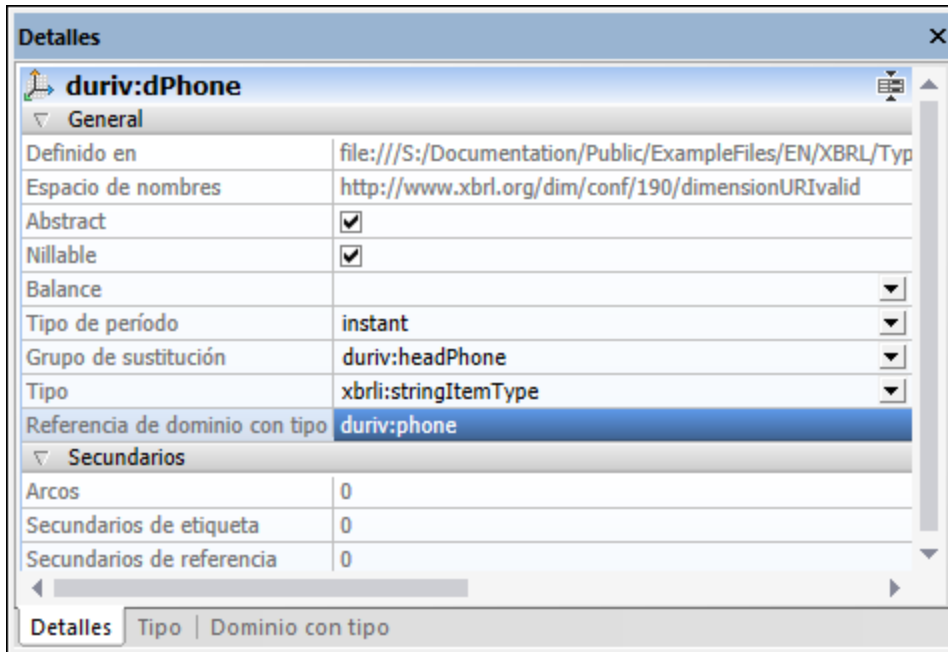 Detalles
duriv:dPhone
General
Definido en file:///S:/Documentation/Public/ExampleFiles/EN/XBRL/Typ
Espacio de nombres http://www.xbrl.org/dim/conf/190/dimensionURIvalid
Abstract
Nillable
Balance
Tipo de período instant
Grupo de sustitución duriv:headPhone
Tipo xbrli:stringItemType
Referencia de dominio con tipo duriv:phone
Secundarios
Arcos 0
Secundarios de etiqueta 0
Secundarios de referencia 0
Detalles Tipo | Dominio con tipo